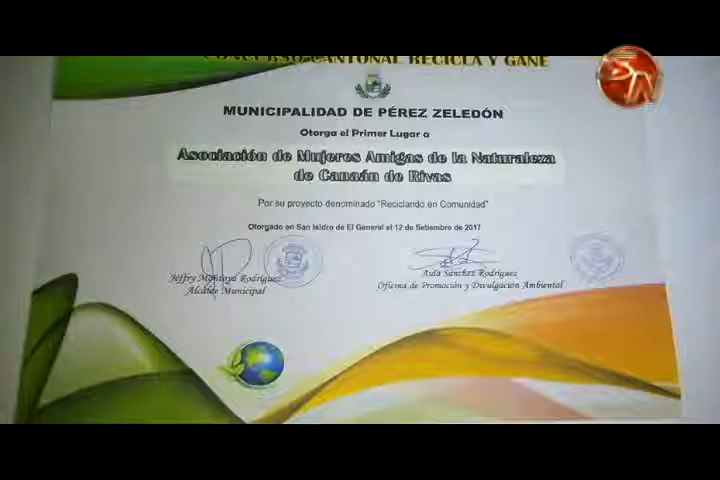 CONCURSO CANTONAL RECICLA Y GANE
MUNICIPALIDAD DE PÉREZ ZELEDÓN
Otorga el Primer Lugar a
Asociación de Mujeres Amigas de la Naturaleza
de Canaán de Rivas
Por su proyecto denominado "Reciclando en Comunidad"
Otorgado en San Isidro de El General el 12 de Setiembre de 2017
Jeffry Montoya Rodríguez
Alcalde Municipal
Aida Sánchez Rodríguez
Oficina de Promoción y Divulgación Ambiental